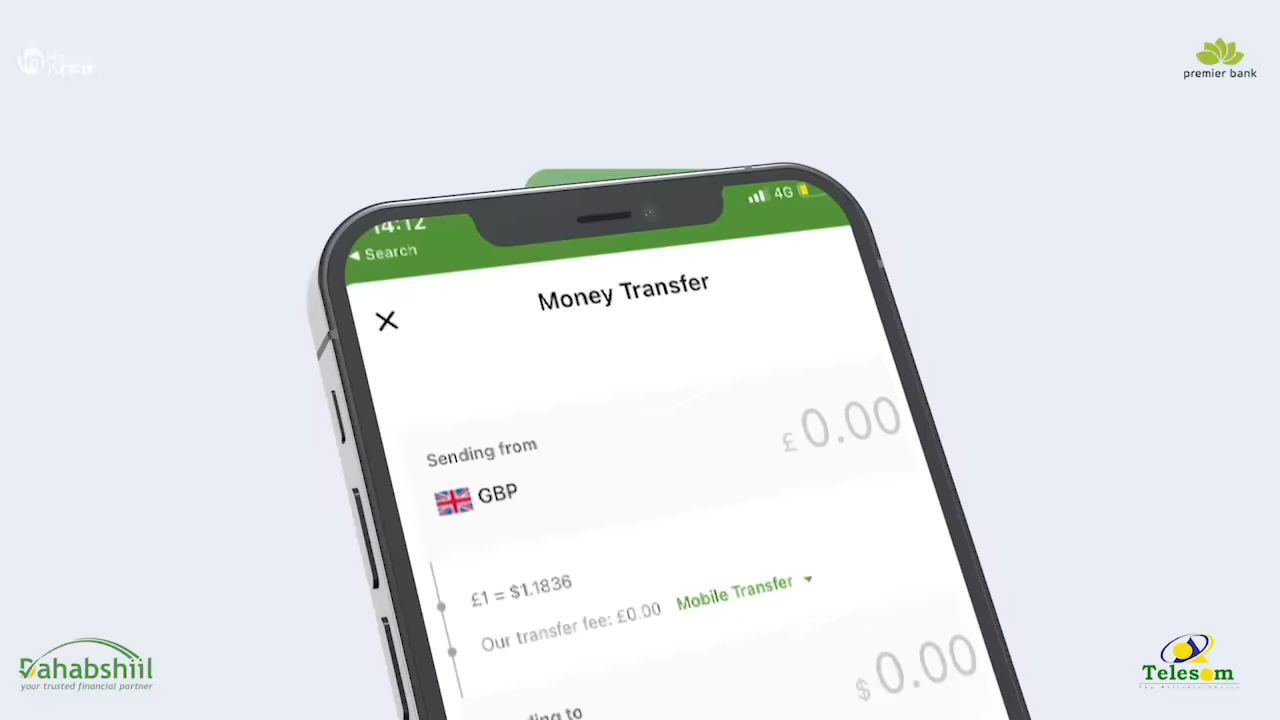 premier bank
14:12
4G
Search
Money Transfer
Sending from
£ 0.00
GBP
£1 = $1.1836
Our transfer fee: £0.00 Mobile Transfer
$ 0.00
Dahabshiil
your trusted financial partner
Telesom